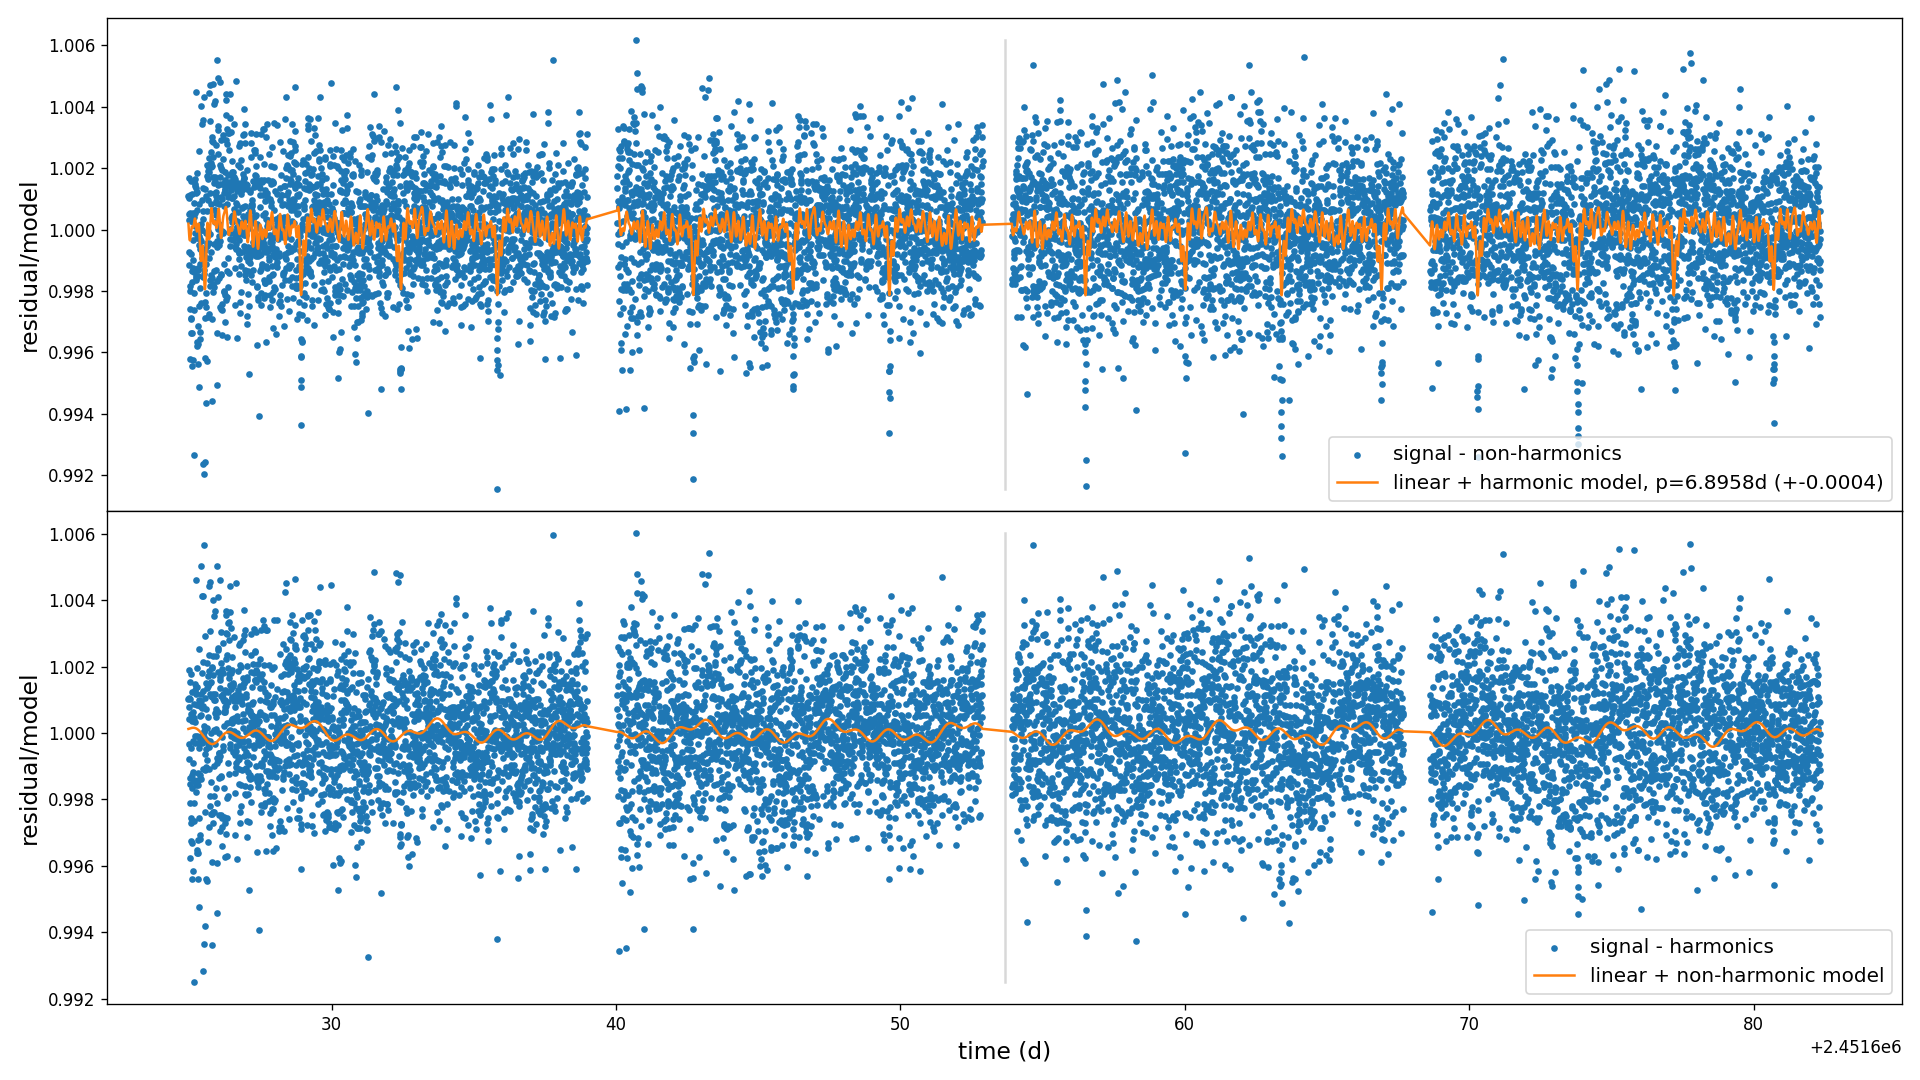 1.006
1.004
1.002
1.000
0.998
0.996
0.994
0.992
residual/model
signal - non-harmonics
linear + harmonic model, p=6.8958d (+-0.0004)
1.006
1.004
1.002
1.000
0.998
0.996
0.994
0.992
residual/model
signal - harmonics
linear + non-harmonic model
30
40
50
60
70
80
time (d)
+2.4516e6